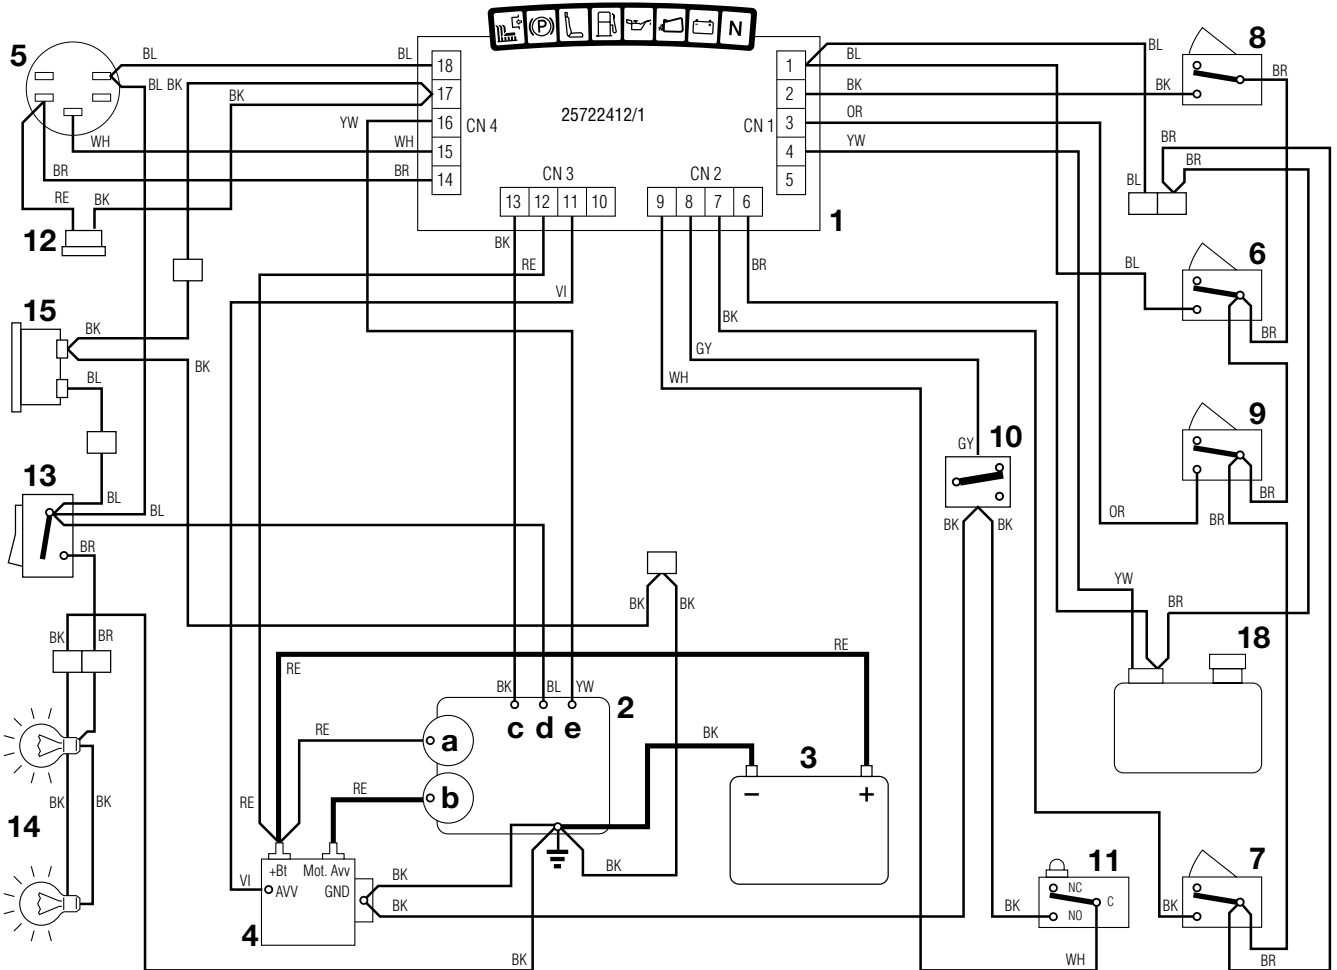 P
N
5
BL
BL
BK
BK
YW
WH
WH
BR
BR
RE
BK
12
18
17
16
15
14
CN 4
25722412/1
CN 1
1
2
3
4
5
CN 3
13
12
11
10
CN 2
9
8
7
6
1
BK
RE
VI
BR
BK
GY
WH
BL
BL
BL
BK
BK
OR
YW
8
BR
BR
BR
BL
6
BL
BR
9
BR
BR
OR
15
BK
BK
BL
13
BL
BL
BR
BK
BR
14
BK
BK
10
GY
BK
BK
BK
BK
YW
BR
18
RE
RE
RE
RE
RE
BK
BL
YW
2
c
d
e
a
b
BK
3
−
+
+Bt
Mot. Avv
AVV
GND
VI
4
BK
BK
BK
BK
11
NC
C
NO
BK
WH
7
BK
BR